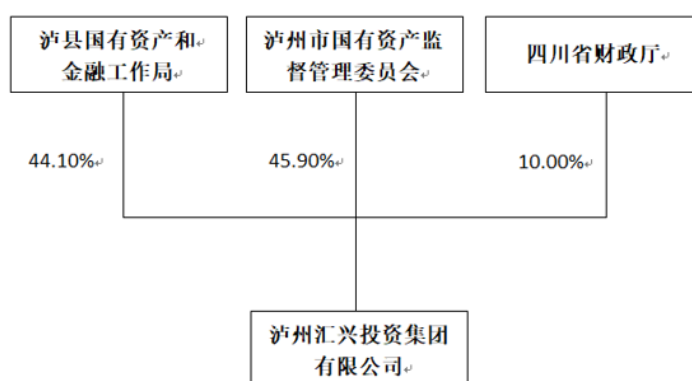 泸县国有资产和
金融工作局
泸州市国有资产监
督管理委员会
四川省财政厅
44.10%
45.90%
10.00%
泸州汇兴投资集团
有限公司